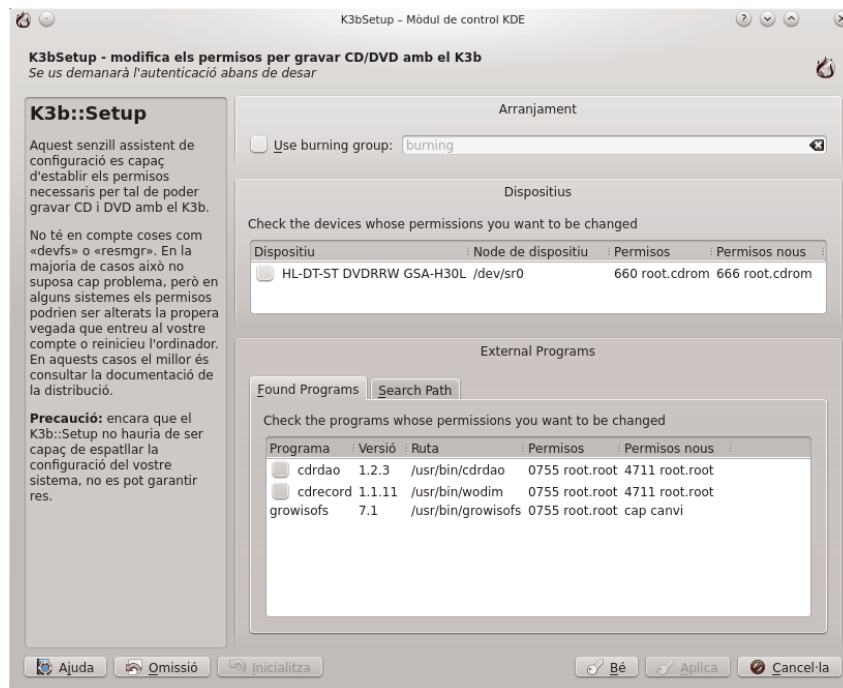 K3bSetup – Mòdul de control KDE
K3bSetup - modifica els permisos per gravar CD/DVD amb el K3b
Se us demanarà l'autenticació abans de desar
K3b::Setup
Aquest senzill assistent de
configuració es capaç
d'establir els permisos
necessaris per tal de poder
gravar CD i DVD amb el K3b.
No té en compte coses com
«devfs» o «resmgr». En la
majoria de casos això no
suposa cap problema, però en
alguns sistemes els permisos
podrien ser alterats la propera
vegada que entreu al vostre
compte o reinicieu l'ordinador.
En aquests casos el millor és
consultar la documentació de
la distribució.
Precaució: encara que el
K3b::Setup no hauria de ser
capaç de espatllar la
configuració del vostre
sistema, no es pot garantir
res.
Arranjament
Use burning group: burning
Dispositius
Check the devices whose permissions you want to be changed
Dispositiu Node de dispositiu Permisos Permisos nous
HL-DT-ST DVDRRW GSA-H30L /dev/sr0 660 root.cdrom 666 root.cdrom
External Programs
Found Programs Search Path
Check the programs whose permissions you want to be changed
Programa Versió Ruta Permisos Permisos nous
cdrdao 1.2.3 /usr/bin/cdrdao 0755 root.root 4711 root.root
cdrecord 1.1.11 /usr/bin/wodim 0755 root.root 4711 root.root
growisofs 7.1 /usr/bin/growisofs 0755 root.root cap canvi
Ajuda Omissió Inicialitza Bé Aplica Cancel·la